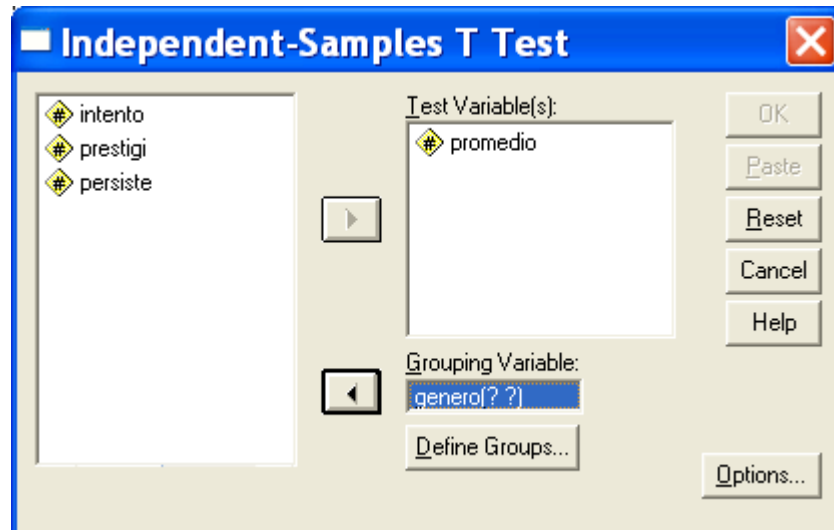 Independent-Samples T Test
intento
prestigi
persiste
Test Variable(s):
promedio
Grouping Variable:
genero(? ?)
Define Groups...
OK
Paste
Reset
Cancel
Help
Options...